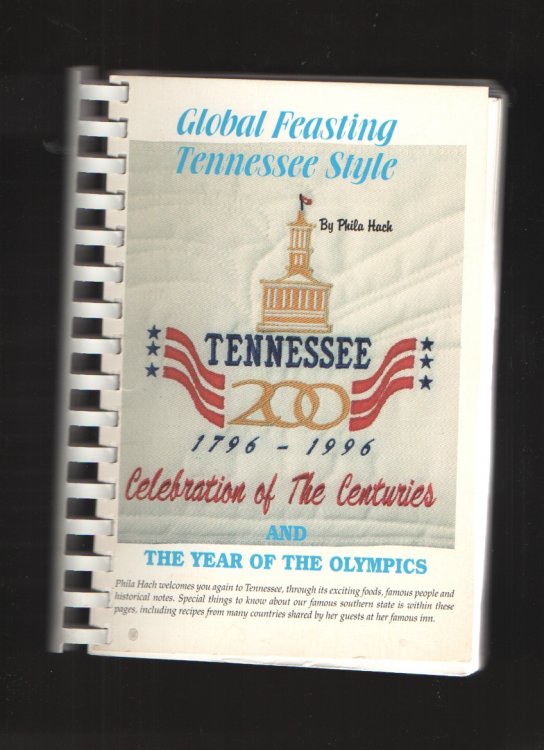 Global Feasting
Tennessee Style
By Phila Hach
TENNESSEE
200
1796 - 1996
Celebration of The Centuries
AND
THE YEAR OF THE OLYMPICS
Phila Hach welcomes you again to Tennessee, through its exciting foods, famous people and
historical notes. Special things to know about our famous southern state is within these
pages, including recipes from many countries shared by her guests at her famous inn.